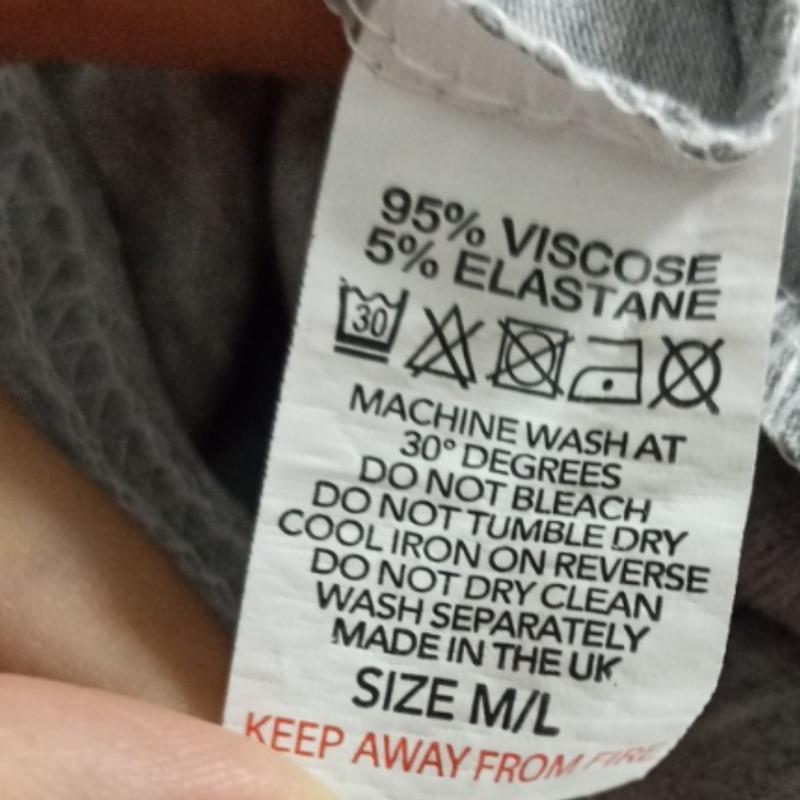 95% VISCOSE
5% ELASTANE
30
MACHINE WASH AT
30° DEGREES
DO NOT BLEACH
DO NOT TUMBLE DRY
COOL IRON ON REVERSE
DO NOT DRY CLEAN
WASH SEPARATELY
MADE IN THE UK
SIZE M/L
KEEP AWAY FROM FIRE